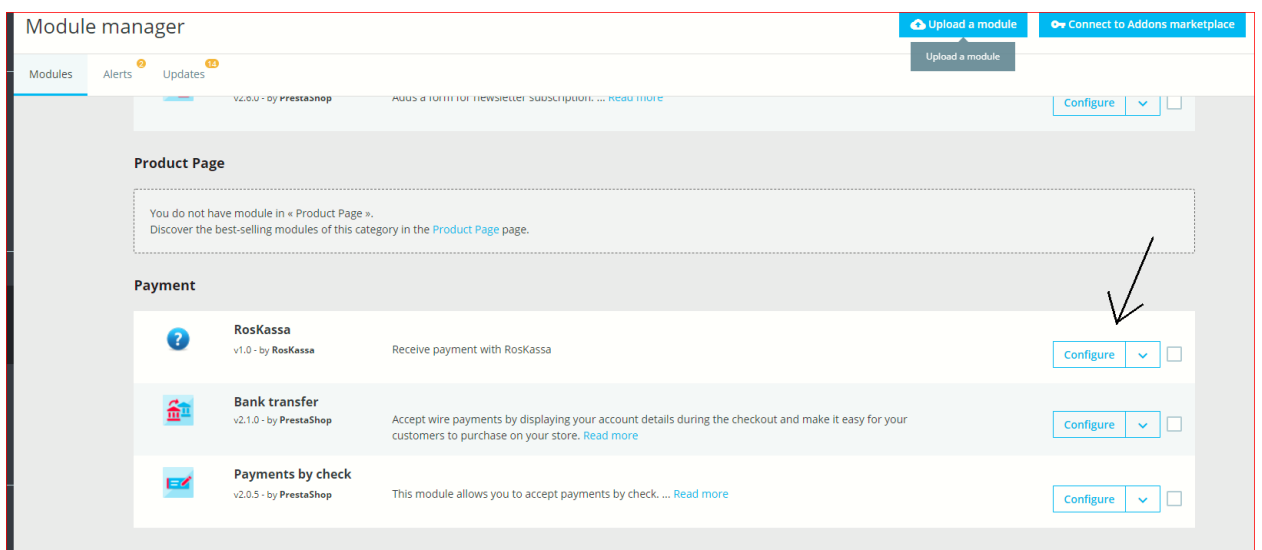 Module manager
Upload a module
Connect to Addons marketplace
Upload a module
Modules
Alerts 2
Updates 14
v2.6.0 - by PrestaShop
Adds a form for newsletter subscription. ... Read more
Configure
Product Page
You do not have module in « Product Page ».
Discover the best-selling modules of this category in the Product Page page.
Payment
RosKassa
v1.0 - by RosKassa
Receive payment with RosKassa
Configure
Bank transfer
v2.1.0 - by PrestaShop
Accept wire payments by displaying your account details during the checkout and make it easy for your
customers to purchase on your store. Read more
Configure
Payments by check
v2.0.5 - by PrestaShop
This module allows you to accept payments by check. ... Read more
Configure